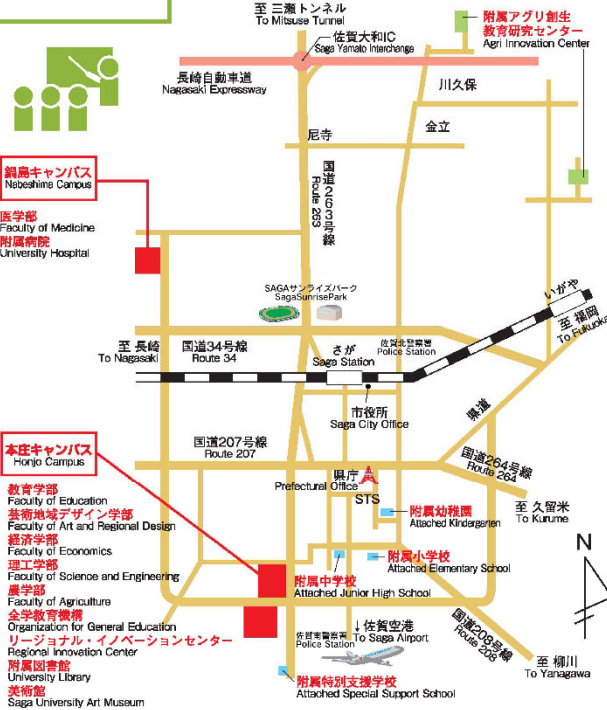 至 三瀬トンネル
To Mitsuse Tunnel
附属アグリ創生
教育研究センター
Agri Innovation Center
佐賀大和IC
Saga Yamato Interchange
長崎自動車道
Nagasaki Expressway
川久保
金立
尼寺
国道263号線
Route 263
鍋島キャンパス
Nabeshima Campus
医学部
Faculty of Medicine
附属病院
University Hospital
SAGAサンライズパーク
SagaSunrisePark
いがや
至 福岡
To Fukuoka
至 長崎
To Nagasaki
国道34号線
Route 34
さが
Saga Station
佐賀北警察署
Police Station
市役所
Saga City Office
県道
国道207号線
Route 207
本庄キャンパス
Honjo Campus
県庁
Prefectural Office
STS
国道264号線
Route 264
至 久留米
To Kurume
教育学部
Faculty of Education
芸術地域デザイン学部
Faculty of Art and Regional Design
経済学部
Faculty of Economics
理工学部
Faculty of Science and Engineering
農学部
Faculty of Agriculture
全学教育機構
Organization for General Education
リージョナル・イノベーションセンター
Regional Innovation Center
附属図書館
University Library
美術館
Saga University Art Museum
附属幼稚園
Attached Kindergarten
附属小学校
Attached Elementary School
附属中学校
Attached Junior High School
N
佐賀南警察署
Police Station
↓佐賀空港
To Saga Airport
国道208号線
Route 208
至 柳川
To Yanagawa
附属特別支援学校
Attached Special Support School